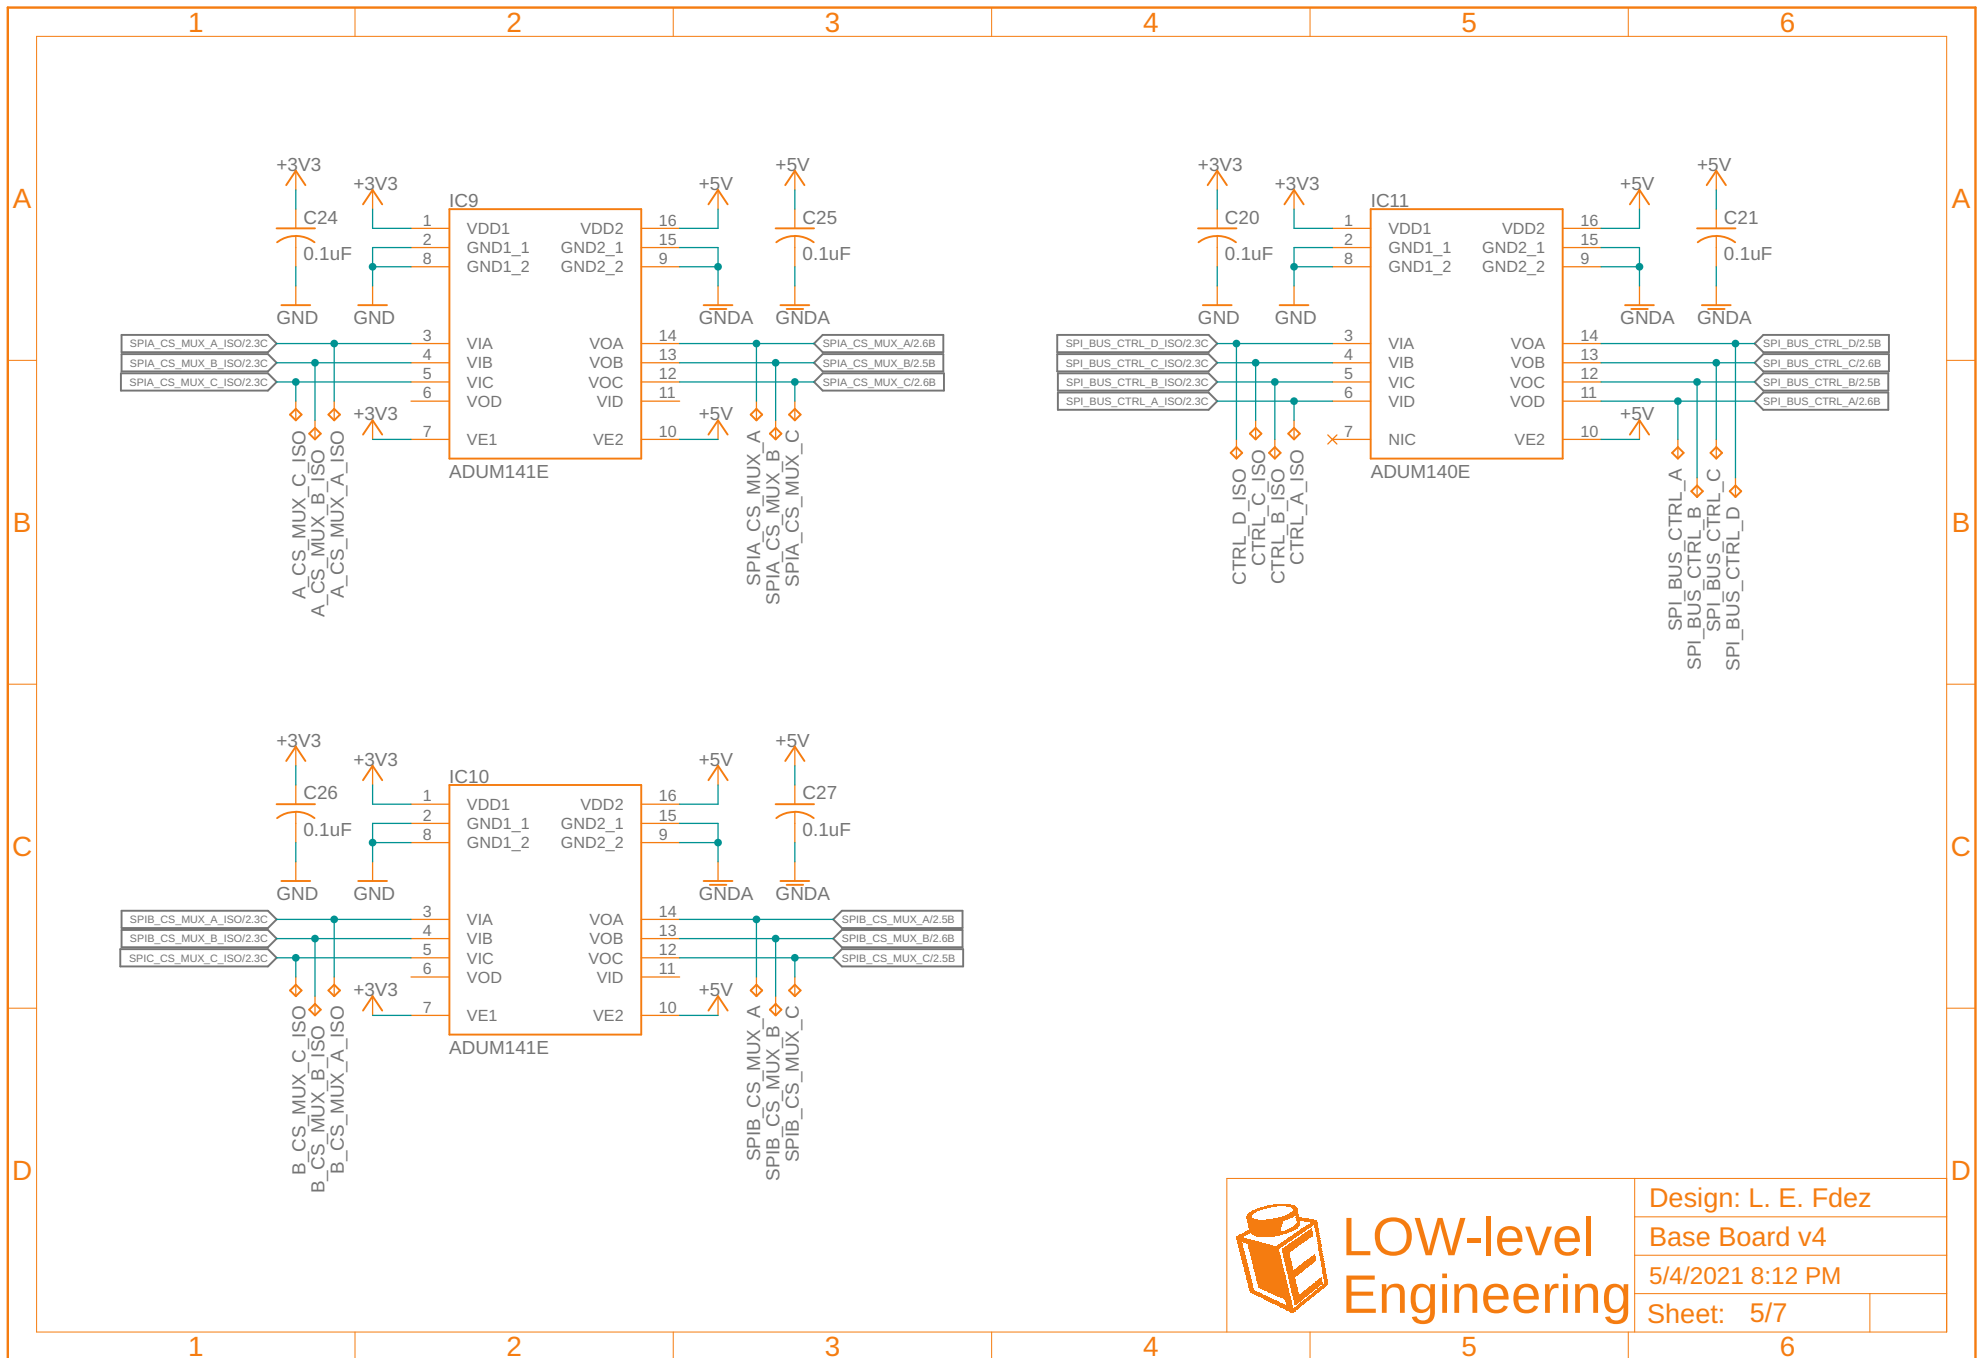 1 2 3 4 5 6
A
A
+3V3
+3V3
C24
0.1uF
GND
GND
IC9
+5V
+5V
C25
0.1uF
GNDA
GNDA
1 VDD1 VDD2 16
2 GND1_1 GND2_1 15
8 GND1_2 GND2_2 9
SPIA_CS_MUX_A_ISO/2.3C 3 VIA VOA 14 SPIA_CS_MUX_A/2.6B
SPIA_CS_MUX_B_ISO/2.3C 4 VIB VOB 13 SPIA_CS_MUX_B/2.5B
SPIA_CS_MUX_C_ISO/2.3C 5 VIC VOC 12 SPIA_CS_MUX_C/2.6B
6 VOD VID 11
+3V3 7 VE1 VE2 10 +5V
ADUM141E
A_CS_MUX_C_ISO
A_CS_MUX_B_ISO
A_CS_MUX_A_ISO
SPIA_CS_MUX_A
SPIA_CS_MUX_B
SPIA_CS_MUX_C
+3V3
+3V3
C20
0.1uF
GND
GND
IC11
+5V
+5V
C21
0.1uF
GNDA
GNDA
1 VDD1 VDD2 16
2 GND1_1 GND2_1 15
8 GND1_2 GND2_2 9
SPI_BUS_CTRL_D_ISO/2.3C 3 VIA VOA 14 SPI_BUS_CTRL_D/2.5B
SPI_BUS_CTRL_C_ISO/2.3C 4 VIB VOB 13 SPI_BUS_CTRL_C/2.6B
SPI_BUS_CTRL_B_ISO/2.3C 5 VIC VOC 12 SPI_BUS_CTRL_B/2.5B
SPI_BUS_CTRL_A_ISO/2.3C 6 VID VOD 11 SPI_BUS_CTRL_A/2.6B
7 NIC VE2 10 +5V
ADUM140E
CTRL_D_ISO
CTRL_C_ISO
CTRL_B_ISO
CTRL_A_ISO
SPI_BUS_CTRL_A
SPI_BUS_CTRL_B
SPI_BUS_CTRL_C
SPI_BUS_CTRL_D
B
B
+3V3
+3V3
C26
0.1uF
GND
GND
IC10
+5V
+5V
C27
0.1uF
GNDA
GNDA
1 VDD1 VDD2 16
2 GND1_1 GND2_1 15
8 GND1_2 GND2_2 9
SPIB_CS_MUX_A_ISO/2.3C 3 VIA VOA 14 SPIB_CS_MUX_A/2.5B
SPIB_CS_MUX_B_ISO/2.3C 4 VIB VOB 13 SPIB_CS_MUX_B/2.6B
SPIC_CS_MUX_C_ISO/2.3C 5 VIC VOC 12 SPIB_CS_MUX_C/2.5B
6 VOD VID 11
+3V3 7 VE1 VE2 10 +5V
ADUM141E
B_CS_MUX_C_ISO
B_CS_MUX_B_ISO
B_CS_MUX_A_ISO
SPIB_CS_MUX_A
SPIB_CS_MUX_B
SPIB_CS_MUX_C
C
C
D
D
E
LOW-level
Engineering
Design: L. E. Fdez
Base Board v4
5/4/2021 8:12 PM
Sheet: 5/7
1 2 3 4 5 6